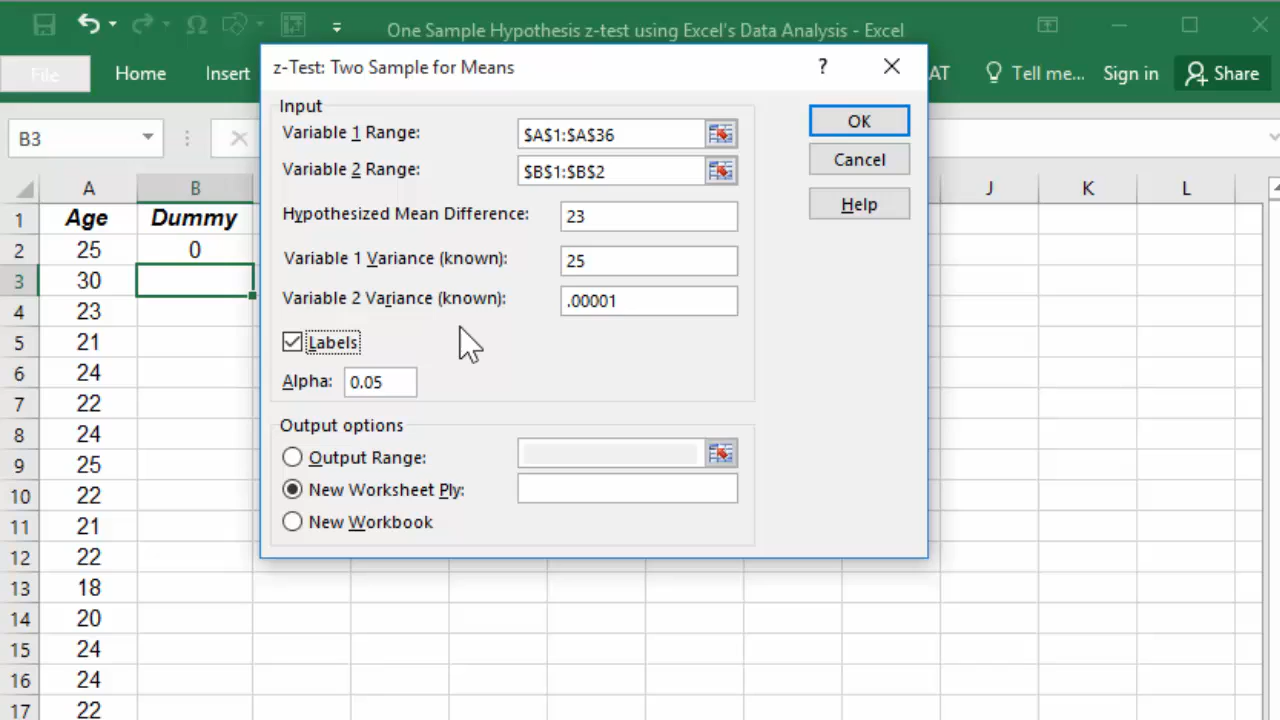 One Sample Hypothesis z-test using Excel's Data Analysis - Excel
File Home Insert AT Tell me... Sign in Share
z-Test: Two Sample for Means ?
B3
Input
Variable 1 Range: $A$1:$A$36 OK
Variable 2 Range: $B$1:$B$2 Cancel
Hypothesized Mean Difference: 23 Help
Variable 1 Variance (known): 25
Variable 2 Variance (known): .00001
Labels
Alpha: 0.05
Output options
Output Range:
New Worksheet Ply:
New Workbook
A B J K L
1 Age Dummy
2 25 0
3 30
4 23
5 21
6 24
7 22
8 24
9 25
10 22
11 21
12 22
13 18
14 20
15 24
16 24
17 22